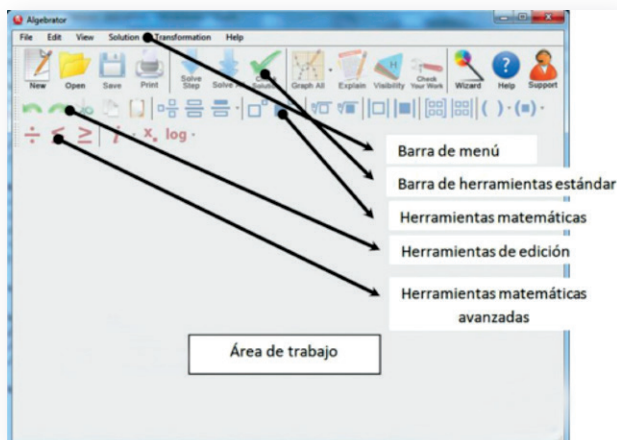 Algebrator
File Edit View Solution Transformation Help
New Open Save Print Solve Step Solve All Solution Graph All Explain Visibility Check Your Work Wizard Help Support
( ) · (■) ·
÷ ≤ ≥ i · x, log ·
Barra de menú
Barra de herramientas estándar
Herramientas matemáticas
Herramientas de edición
Herramientas matemáticas
avanzadas
Área de trabajo